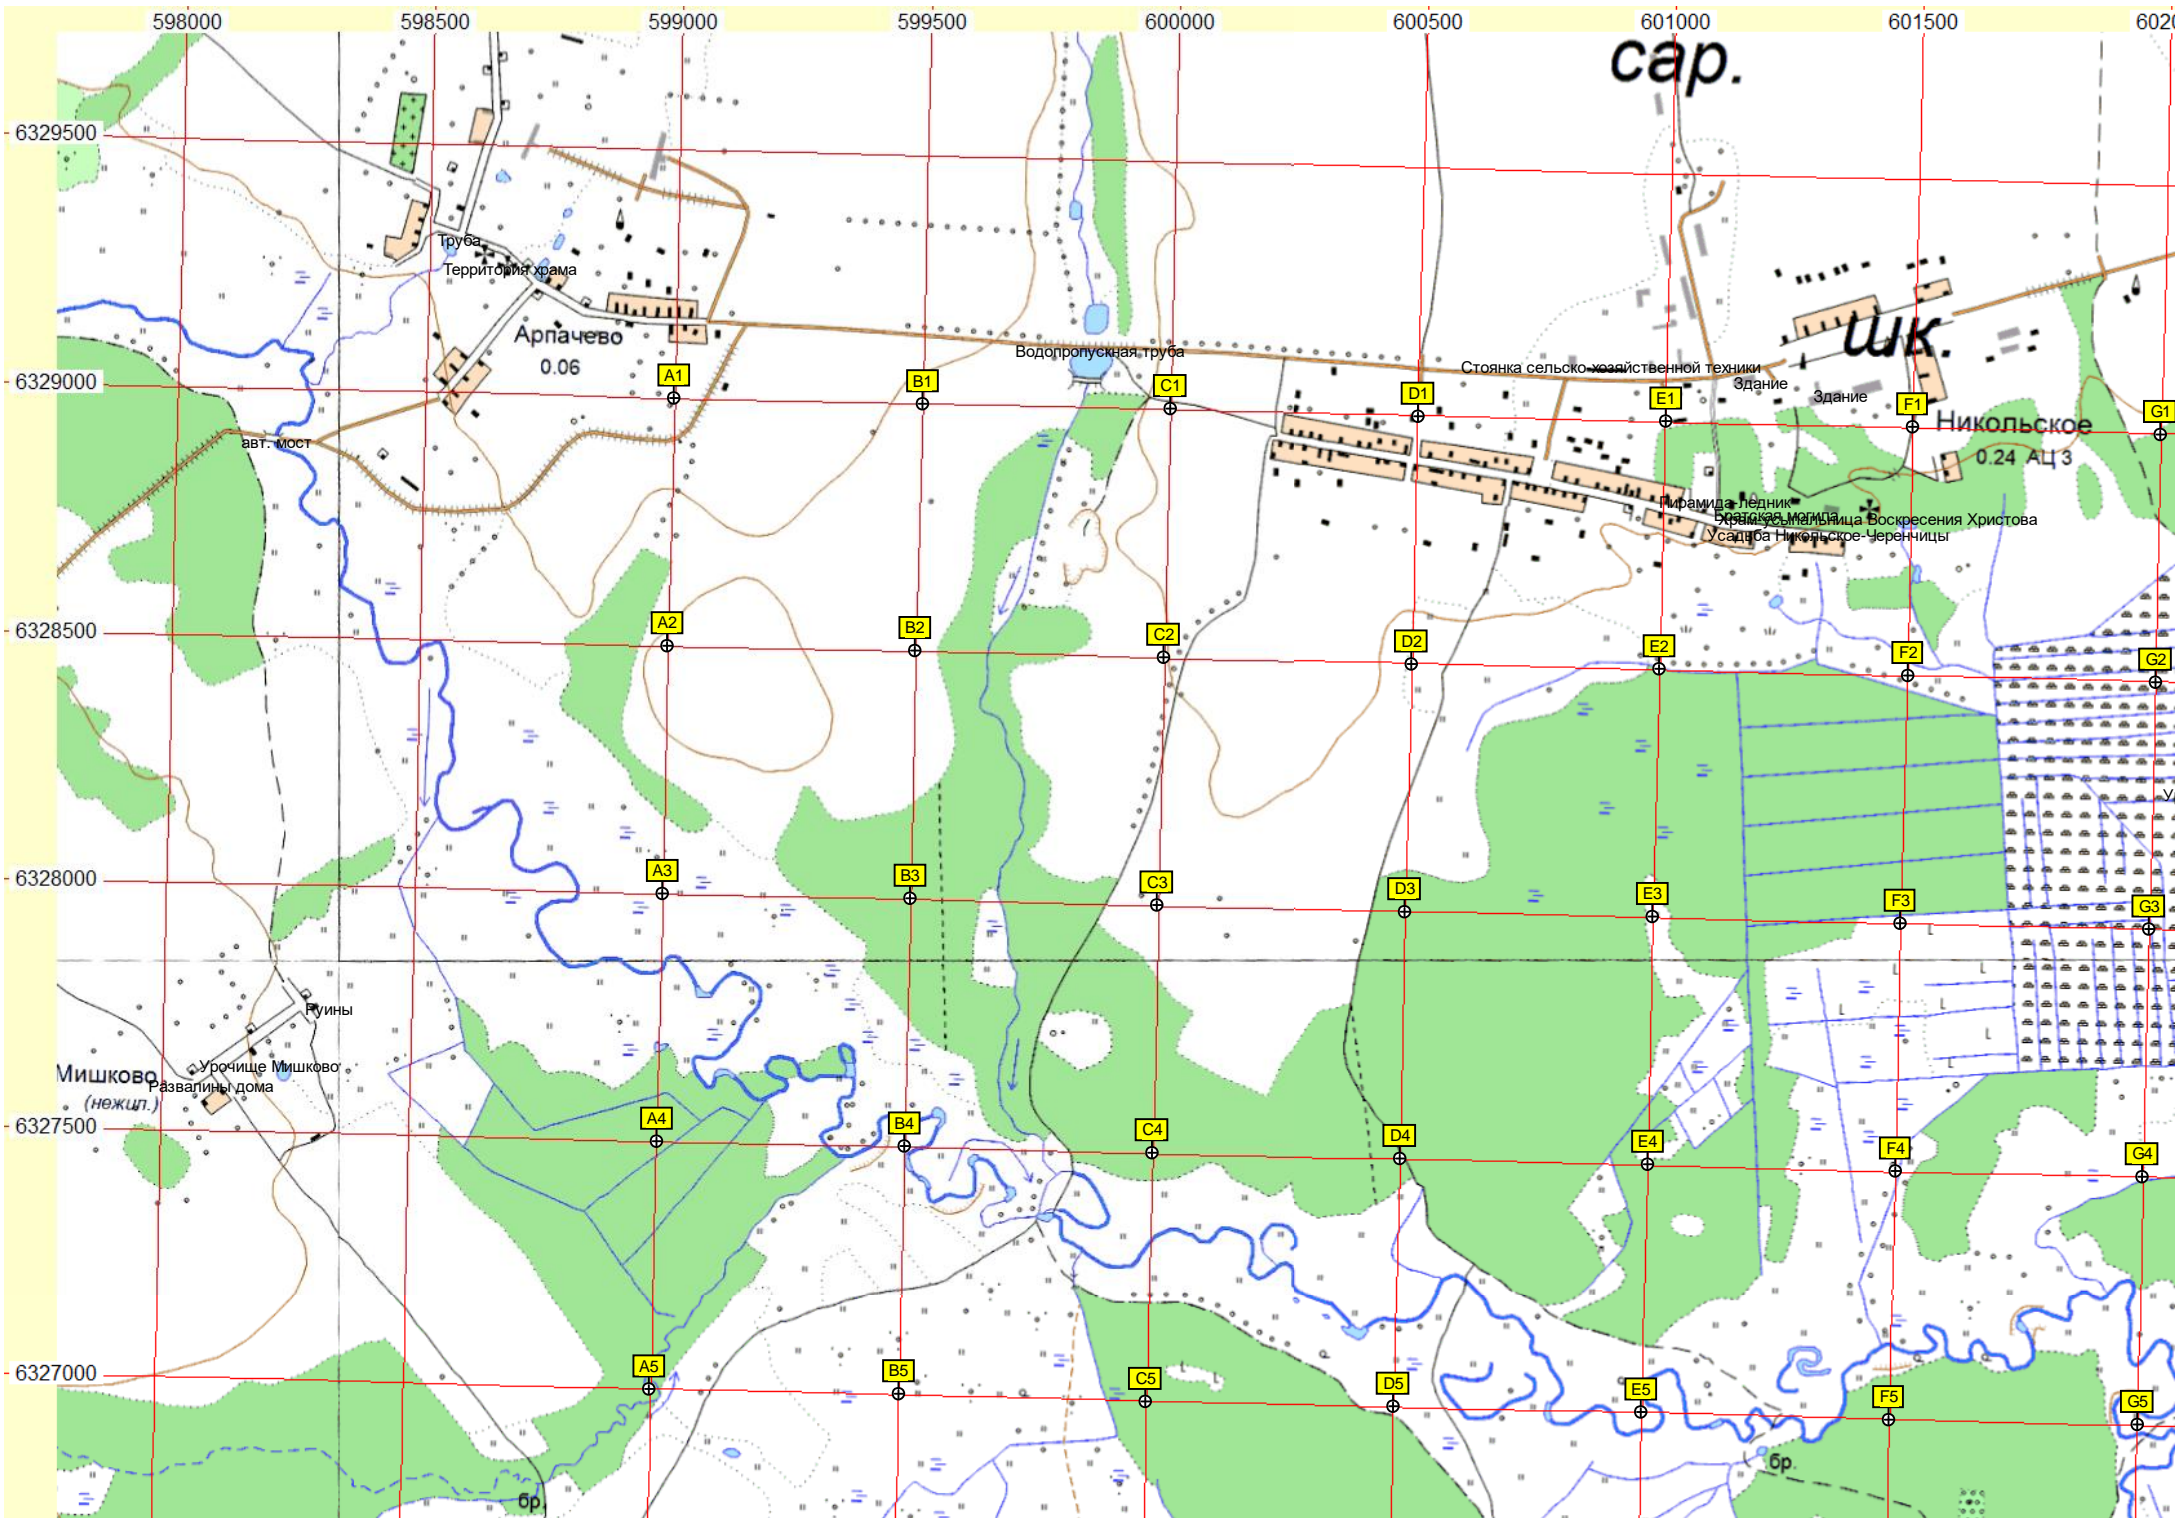 598000 598500 599000 599500 600000 600500 601000 601500 6020
сар.
6329500
Труба
Территория храма
Арпачево
0.06
шк.
Водопропускная труба
Стоянка сельско-хозяйственной техники
Здание
Здание
6329000
A1 B1 C1 D1 E1 F1 G1
Никольское
0.24 АЦ 3
авт. мост
Пирамида-ледник
Братская могила
Храм-усыпальница Воскресения Христова
Усадьба Никольское-Черенчицы
6328500
A2 B2 C2 D2 E2 F2 G2
У
6328000
A3 B3 C3 D3 E3 F3 G3
Руины
Урочище Мишково
Мишково
Развалины дома
(нежил.)
6327500
A4 B4 C4 D4 E4 F4 G4
6327000
A5 B5 C5 D5 E5 F5 G5
бр.
бр.